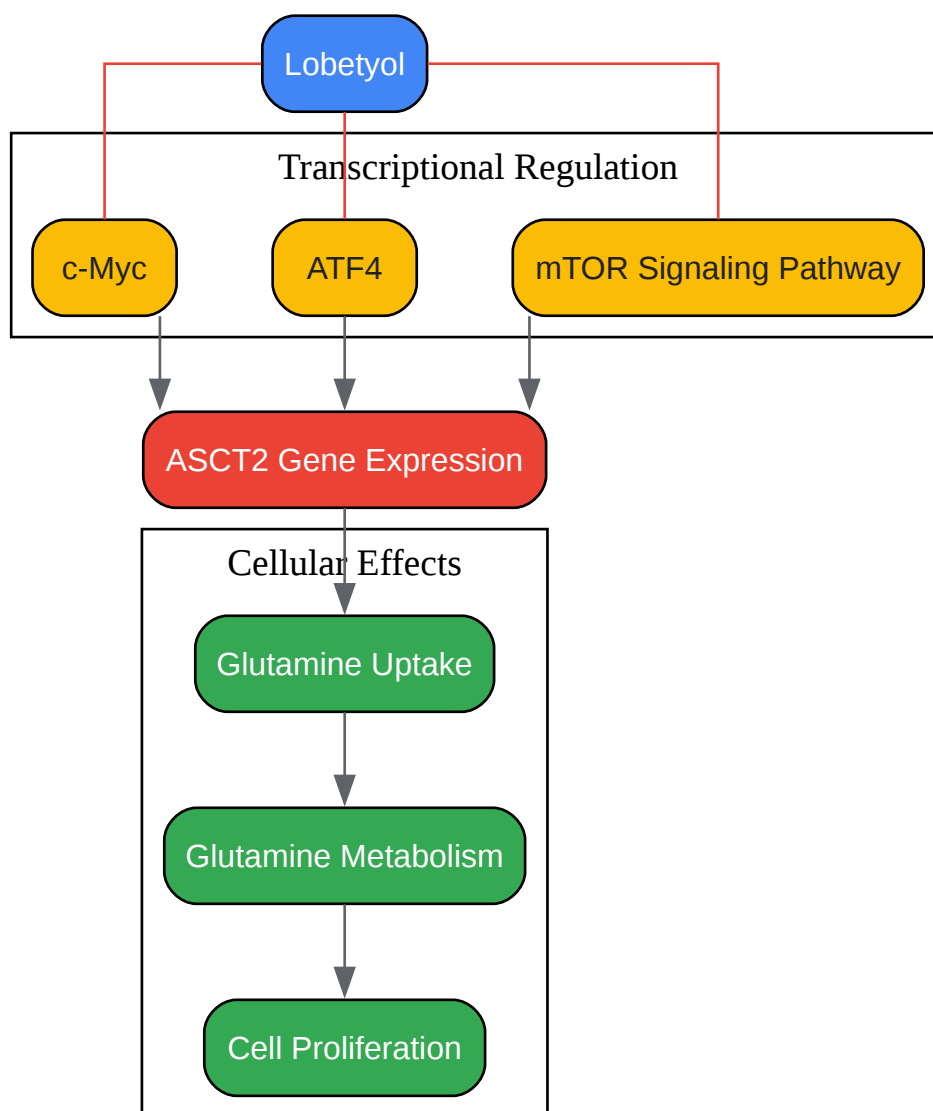 Lobetyol
Transcriptional Regulation
c-Myc
ATF4
mTOR Signaling Pathway
ASCT2 Gene Expression
Cellular Effects
Glutamine Uptake
Glutamine Metabolism
Cell Proliferation